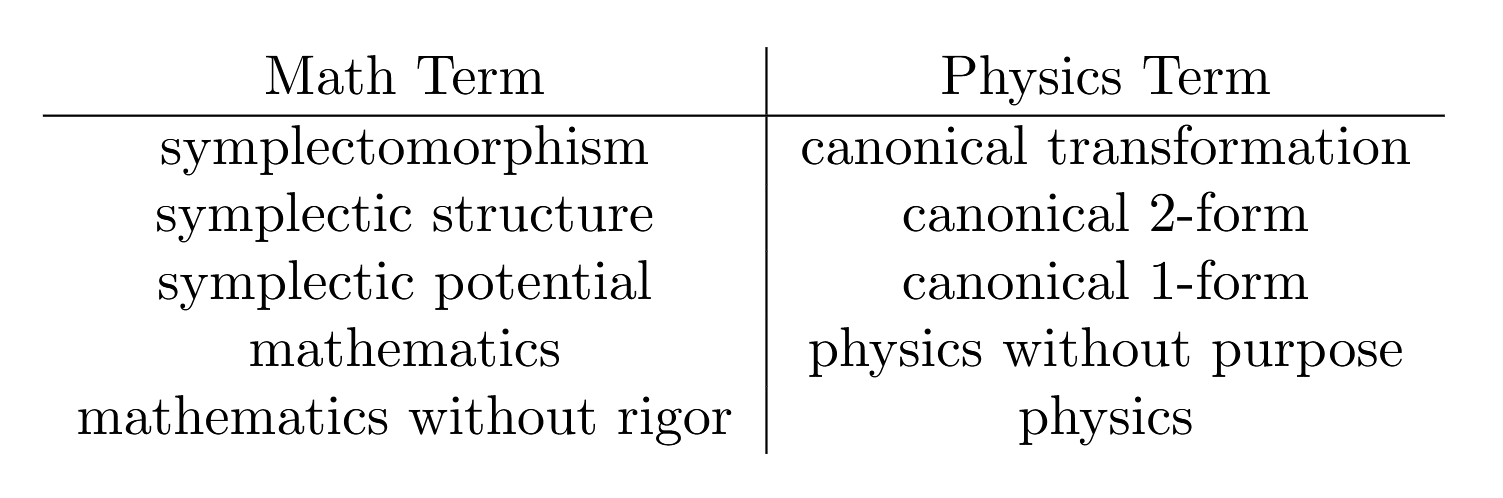 Math Term Physics Term
symplectomorphism canonical transformation
symplectic structure canonical 2-form
symplectic potential canonical 1-form
mathematics physics without purpose
mathematics without rigor physics